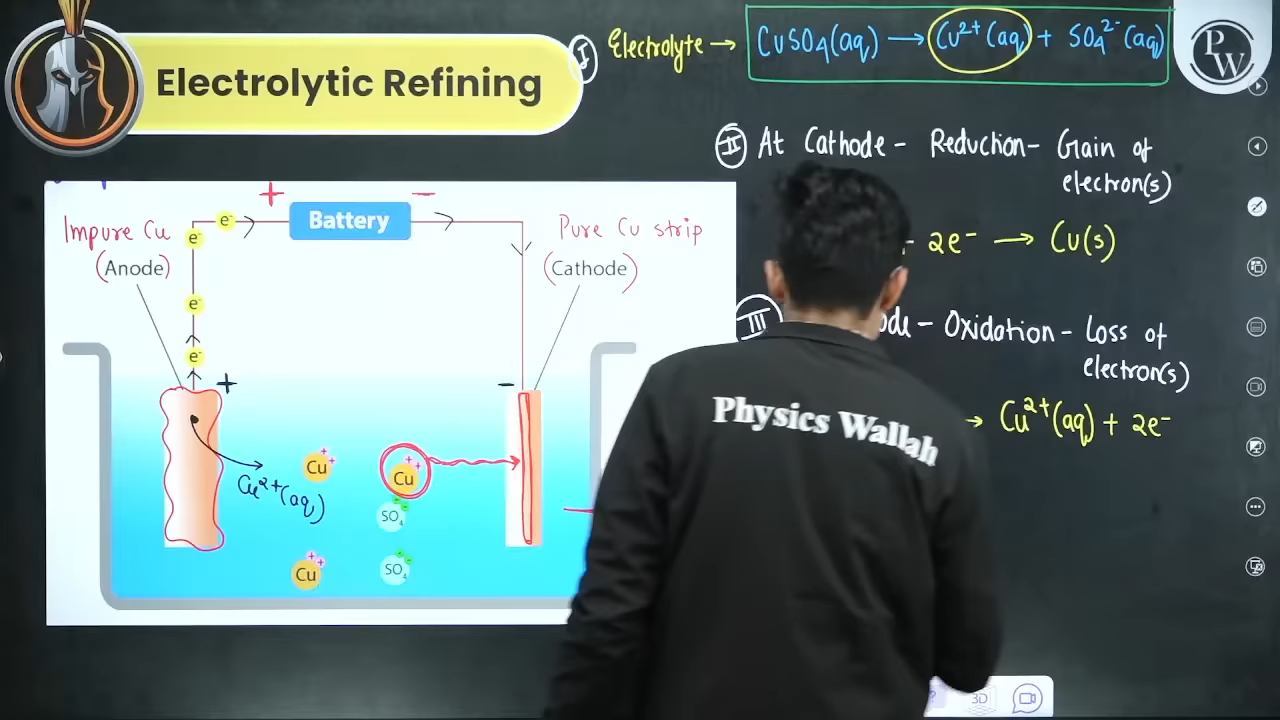 Electrolytic Refining
I Electrolyte → CuSO4(aq) → Cu²⁺(aq) + SO4²⁻(aq)
PW
II At Cathode - Reduction - Gain of
electron(s)
2e⁻ → Cu(s)
III ode - Oxidation - Loss of
electron(s)
→ Cu²⁺(aq) + 2e⁻
+ Battery −
Impure Cu
(Anode)
Pure Cu strip
(Cathode)
e⁻
e⁻
e⁻
e⁻
+
−
Cu ++
Cu ++
Cu²⁺(aq)
SO4
Cu ++
SO4
Physics Wallah
3D